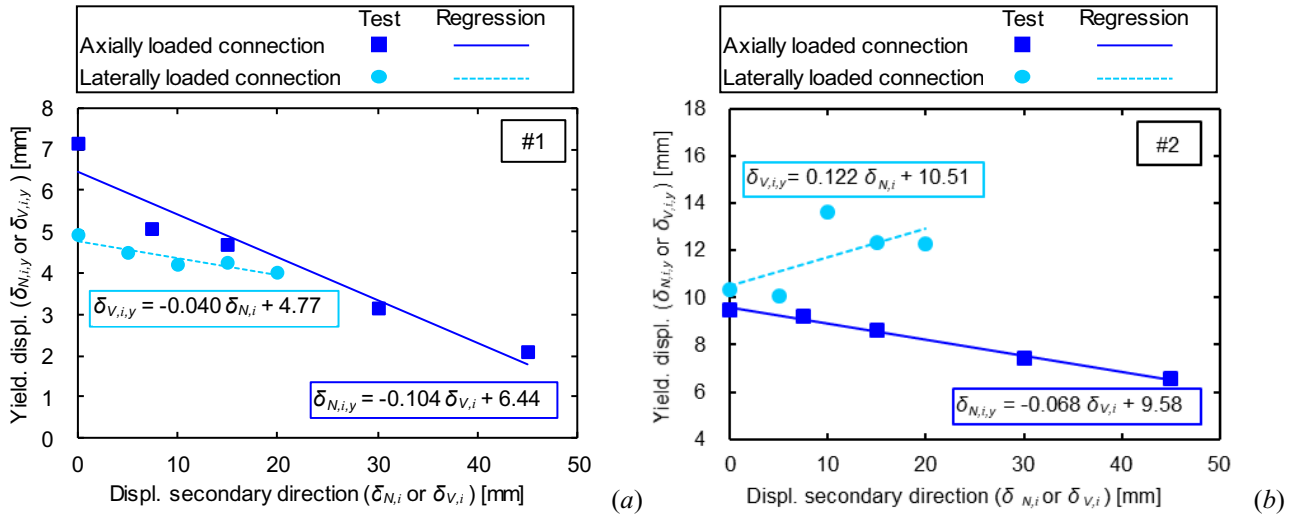 Test Regression
Axially loaded connection
Laterally loaded connection
Yield. displ. (δN,i,y or δV,i,y) [mm]
8
7
6
5
4
3
2
1
0
#1
δV,i,y = -0.040 δN,i + 4.77
δN,i,y = -0.104 δV,i + 6.44
0 10 20 30 40 50
Displ. secondary direction (δN,i or δV,i) [mm]
(a)
Test Regression
Axially loaded connection
Laterally loaded connection
Yield. displ. (δN,i,y or δV,i,y) [mm]
18
16
14
12
10
8
6
4
#2
δV,i,y = 0.122 δN,i + 10.51
δN,i,y = -0.068 δV,i + 9.58
0 10 20 30 40 50
Displ. secondary direction (δ N,i or δ V,i) [mm]
(b)